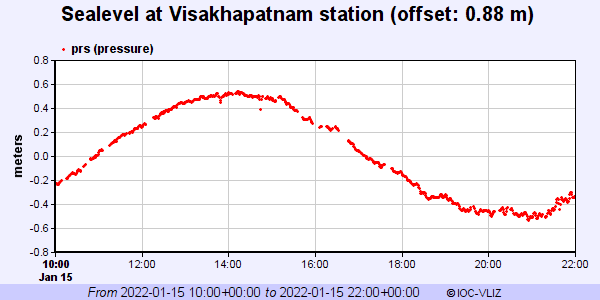 Sealevel at Visakhapatnam station (offset: 0.88 m)
prs (pressure)
0.8
0.6
0.4
0.2
0.0
-0.2
-0.4
-0.6
-0.8
meters
10:00 12:00 14:00 16:00 18:00 20:00 22:00
Jan 15
From 2022-01-15 10:00+00:00 to 2022-01-15 22:00+00:00 © IOC-VLIZ